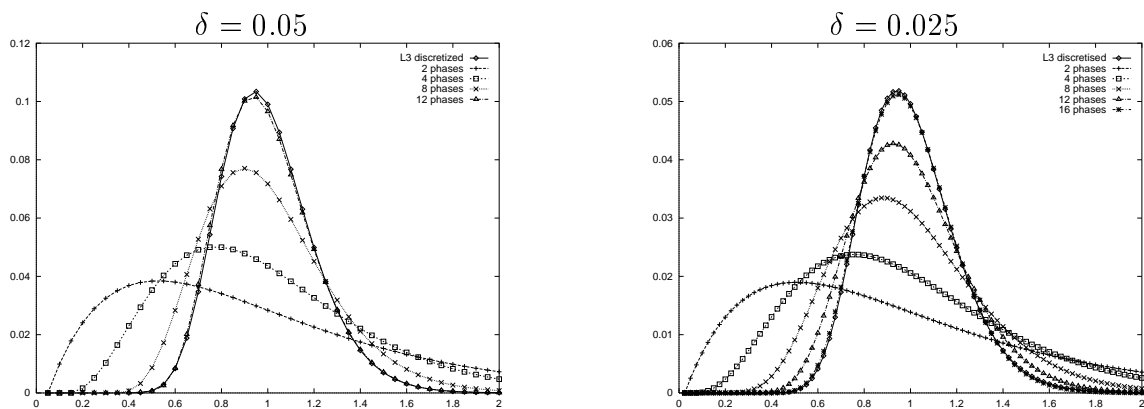 δ = 0.05
0.12
0.1
0.08
0.06
0.04
0.02
0
0 0.2 0.4 0.6 0.8 1 1.2 1.4 1.6 1.8 2
L3 discretized
2 phases
4 phases
8 phases
12 phases
δ = 0.025
0.06
0.05
0.04
0.03
0.02
0.01
0
0 0.2 0.4 0.6 0.8 1 1.2 1.4 1.6 1.8 2
L3 discretized
2 phases
4 phases
8 phases
12 phases
16 phases